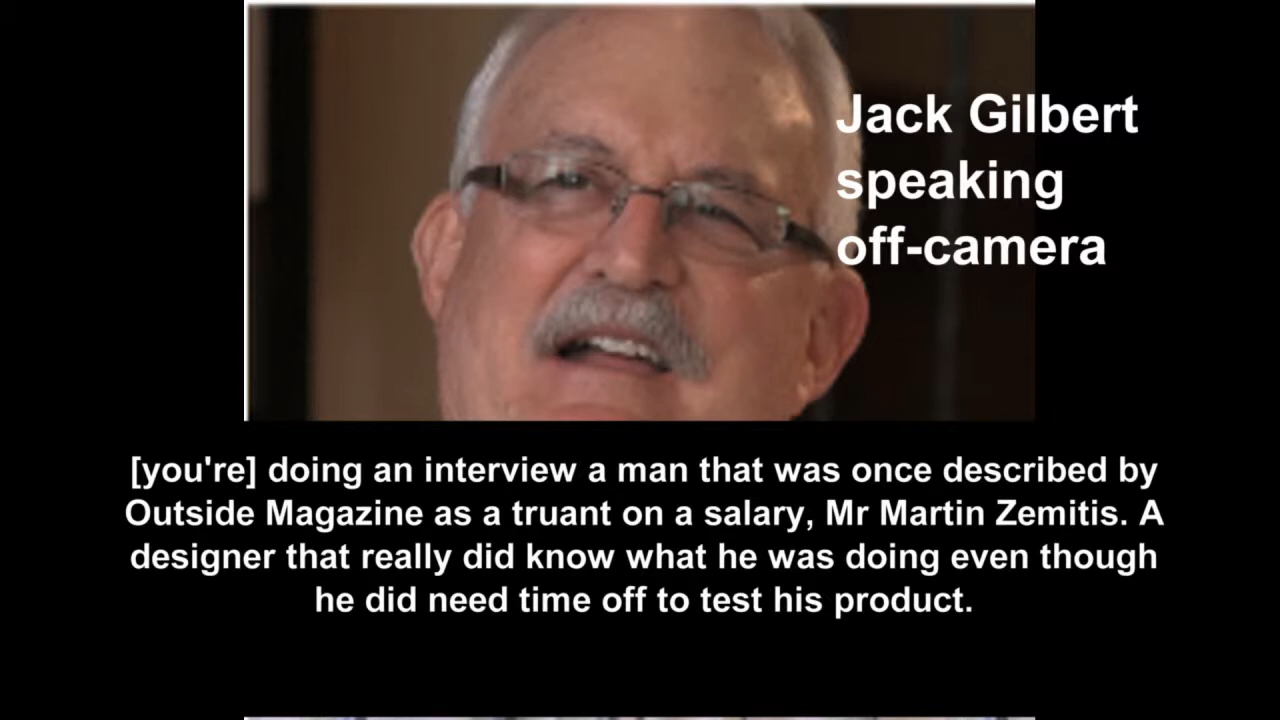 Jack Gilbert
speaking
off-camera
[you're] doing an interview a man that was once described by
Outside Magazine as a truant on a salary, Mr Martin Zemitis. A
designer that really did know what he was doing even though
he did need time off to test his product.